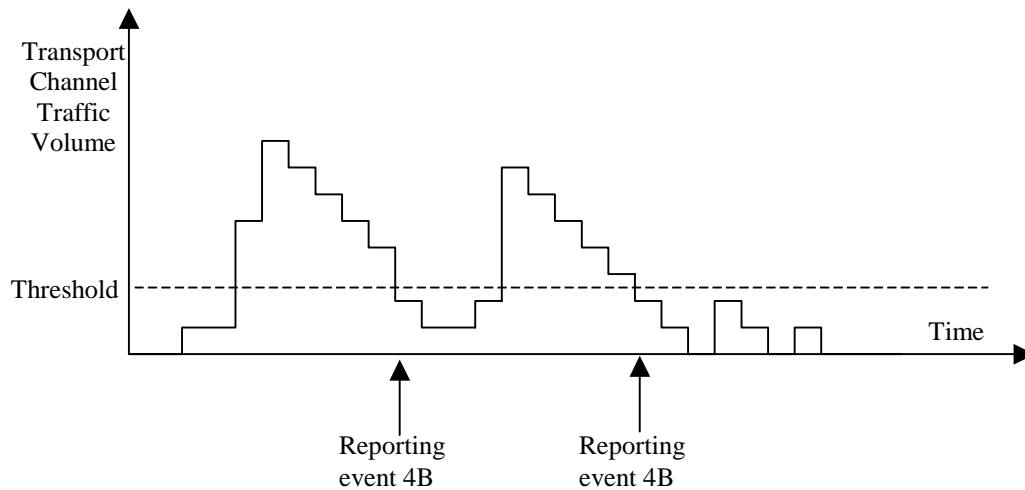 Transport
Channel
Traffic
Volume
Threshold
Time
Reporting
event 4B
Reporting
event 4B